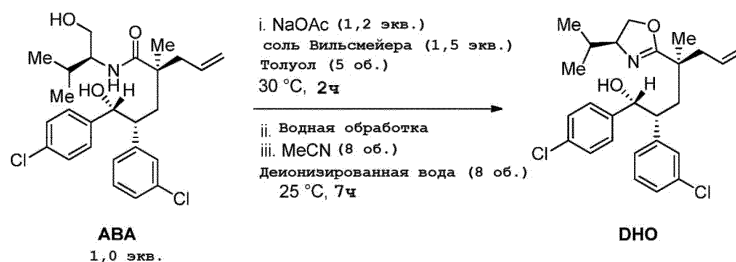 HO
Me
Me
N
H
O
Me
HO
H
Cl
Cl
ABA
1,0 экв.
i. NaOAc (1,2 экв.)
соль Вильсмейера (1,5 экв.)
Толуол (5 об.)
30 °C, 2ч
ii. Водная обработка
iii. MeCN (8 об.)
Деионизированная вода (8 об.)
25 °C, 7ч
Me
Me
O
N
Me
HO
H
Cl
Cl
DHO